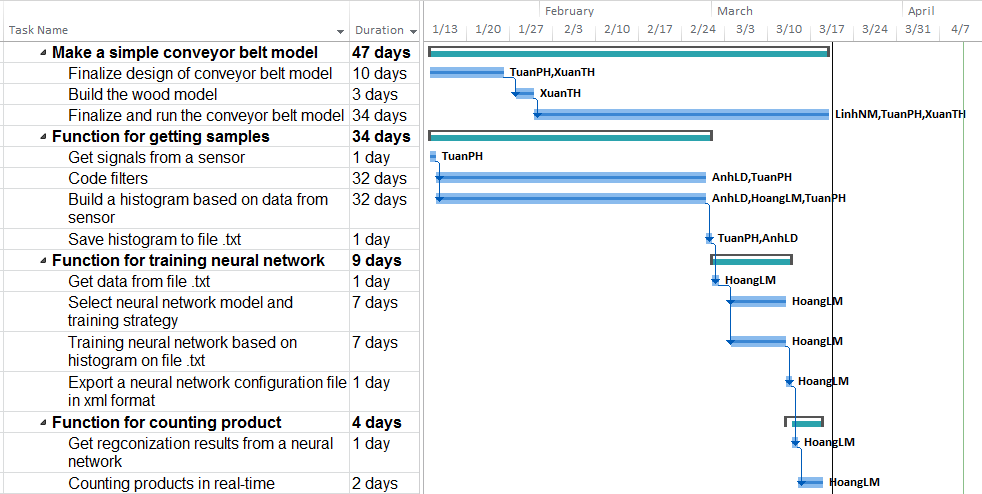 February March April
Task Name Duration 1/13 1/20 1/27 2/3 2/10 2/17 2/24 3/3 3/10 3/17 3/24 3/31 4/7
Make a simple conveyor belt model 47 days
Finalize design of conveyor belt model 10 days TuanPH,XuanTH
Build the wood model 3 days XuanTH
Finalize and run the conveyor belt model 34 days LinhNM,TuanPH,XuanTH
Function for getting samples 34 days
Get signals from a sensor 1 day TuanPH
Code filters 32 days AnhLD,TuanPH
Build a histogram based on data from 32 days AnhLD,HoangLM,TuanPH
sensor
Save histogram to file .txt 1 day TuanPH,AnhLD
Function for training neural network 9 days
Get data from file .txt 1 day HoangLM
Select neural network model and 7 days HoangLM
training strategy
Training neural network based on 7 days HoangLM
histogram on file .txt
Export a neural network configuration file 1 day HoangLM
in xml format
Function for counting product 4 days
Get regconization results from a neural 1 day HoangLM
network
Counting products in real-time 2 days HoangLM